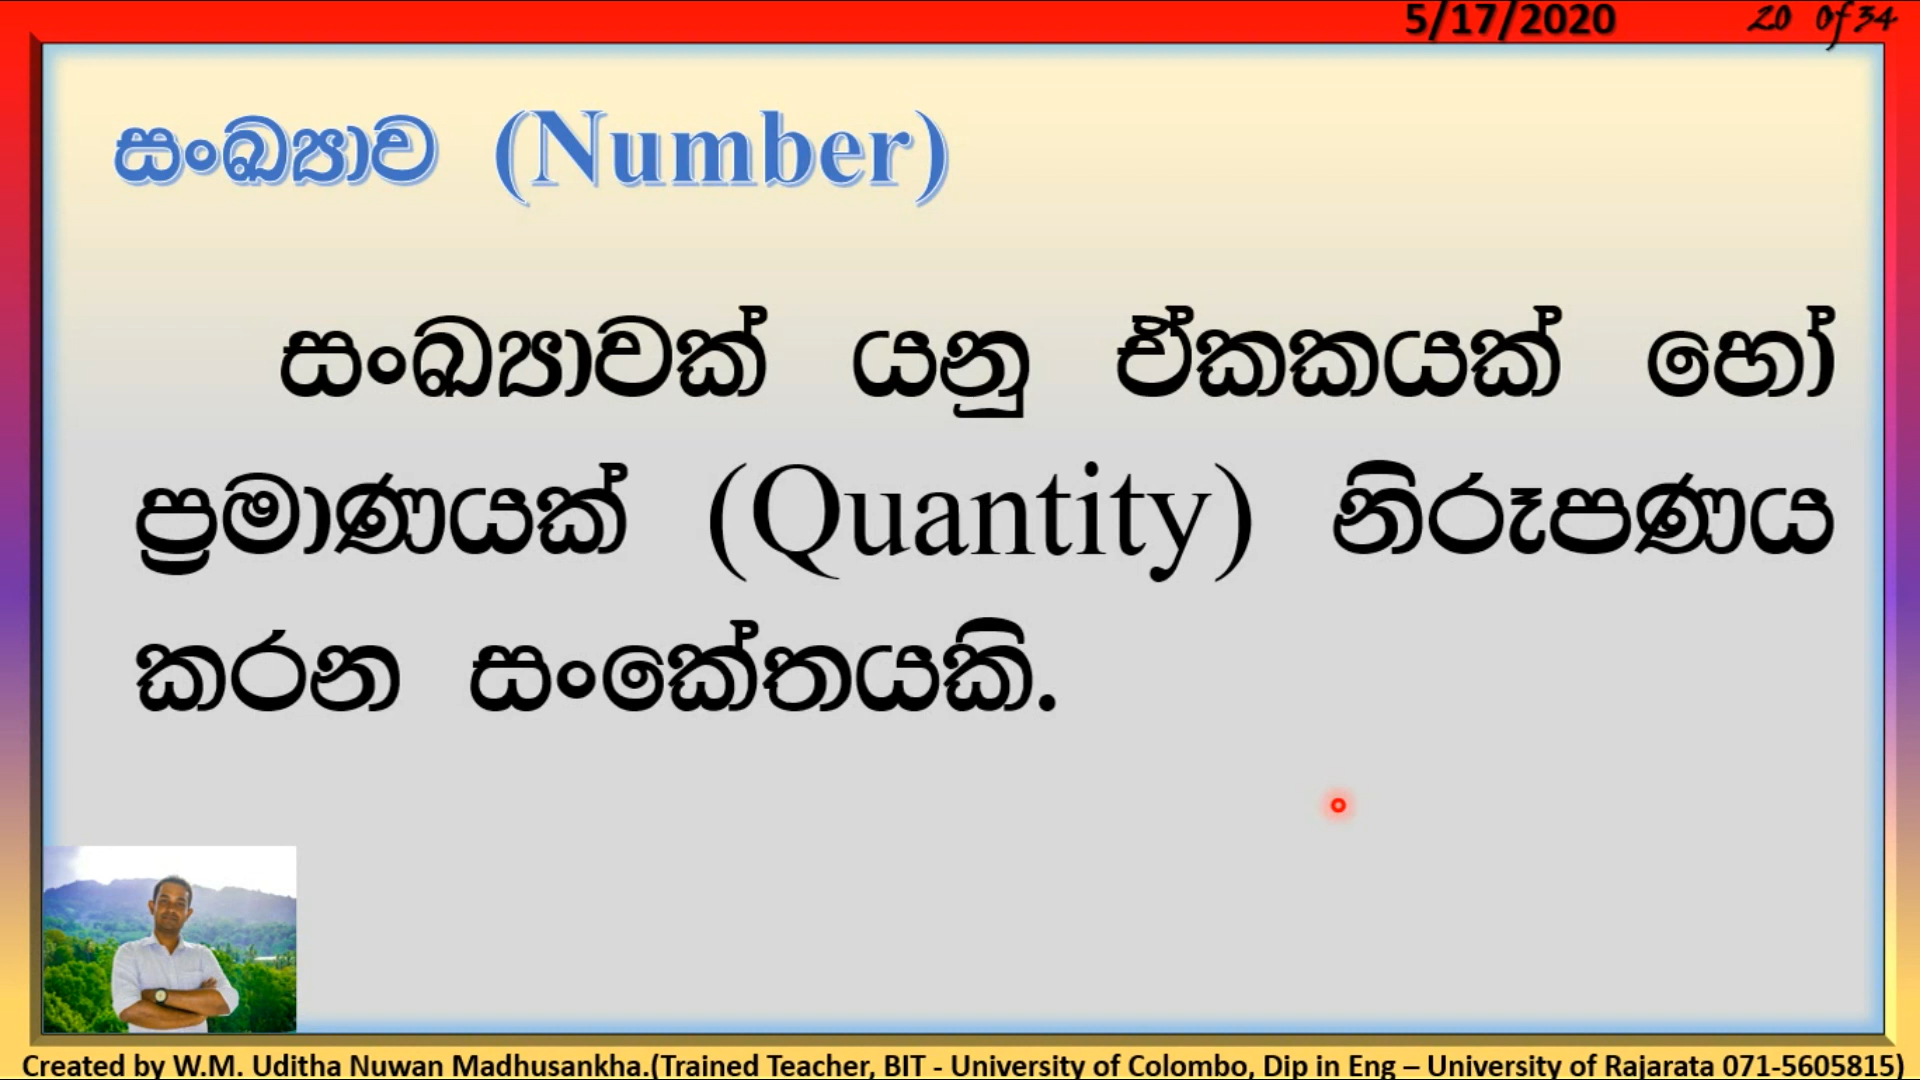 5/17/2020 20 of 34
සංඛ්‍යාව (Number)
සංඛ්‍යාවක් යනු ඒකකයක් හෝ
ප්‍රමාණයක් (Quantity) නිරූපණය
කරන සංකේතයකි.
Created by W.M. Uditha Nuwan Madhusankha.(Trained Teacher, BIT - University of Colombo, Dip in Eng – University of Rajarata 071-5605815)